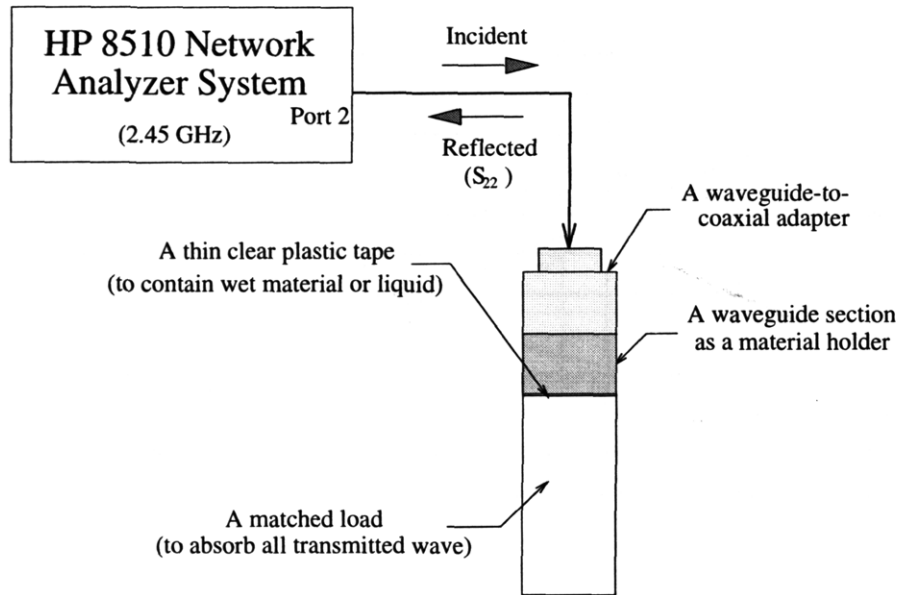 HP 8510 Network
Analyzer System
Port 2
(2.45 GHz)
Incident
Reflected
(S22 )
A waveguide-to-
coaxial adapter
A thin clear plastic tape
(to contain wet material or liquid)
A waveguide section
as a material holder
A matched load
(to absorb all transmitted wave)